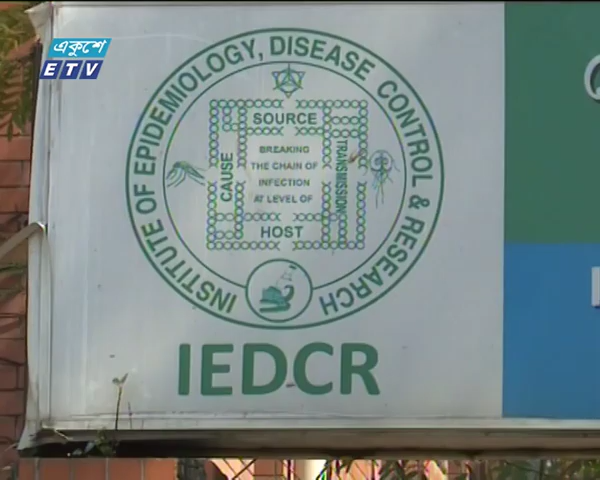 একুশে
ETV
INSTITUTE OF EPIDEMIOLOGY, DISEASE CONTROL & RESEARCH
SOURCE
CAUSE
BREAKING
THE CHAIN OF
INFECTION
AT LEVEL OF
TRANSMISSION
HOST
IEDCR